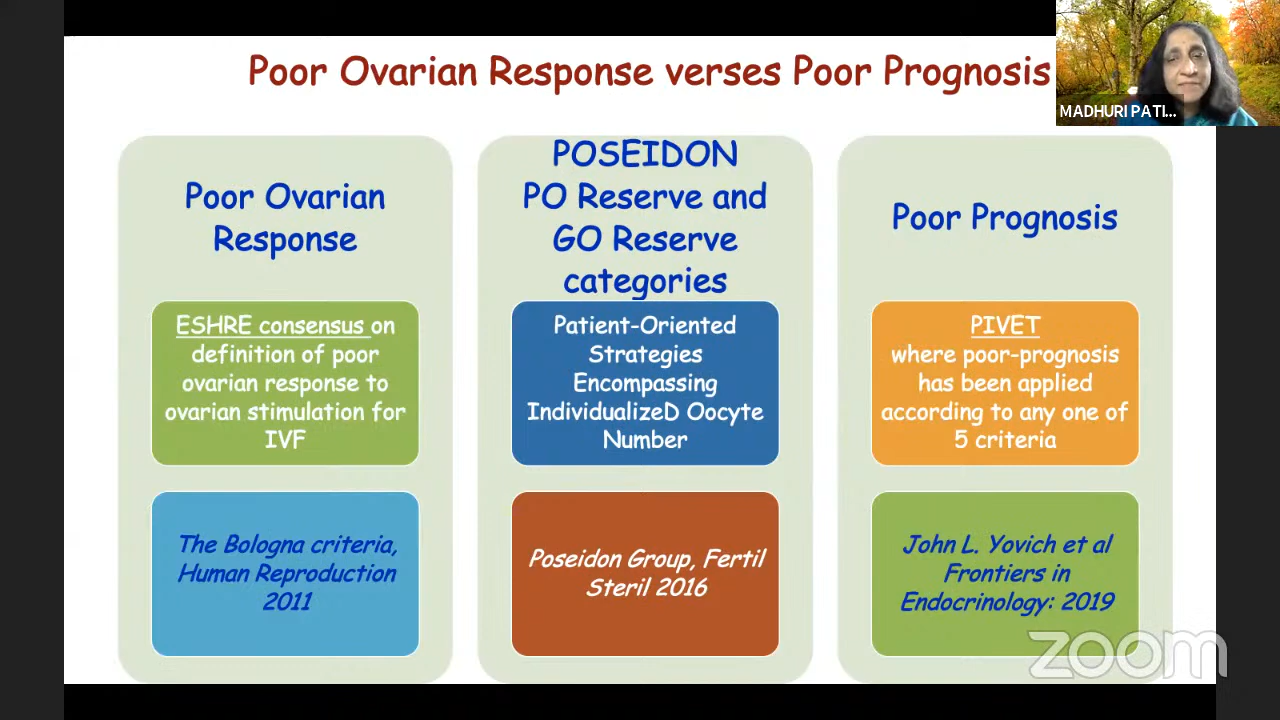 Poor Ovarian Response verses Poor Prognosis
MADHURI PATI...
Poor Ovarian
Response
ESHRE consensus on
definition of poor
ovarian response to
ovarian stimulation for
IVF
The Bologna criteria,
Human Reproduction
2011
POSEIDON
PO Reserve and
GO Reserve
categories
Patient-Oriented
Strategies
Encompassing
IndividualizeD Oocyte
Number
Poseidon Group, Fertil
Steril 2016
Poor Prognosis
PIVET
where poor-prognosis
has been applied
according to any one of
5 criteria
John L. Yovich et al
Frontiers in
Endocrinology: 2019
zoom